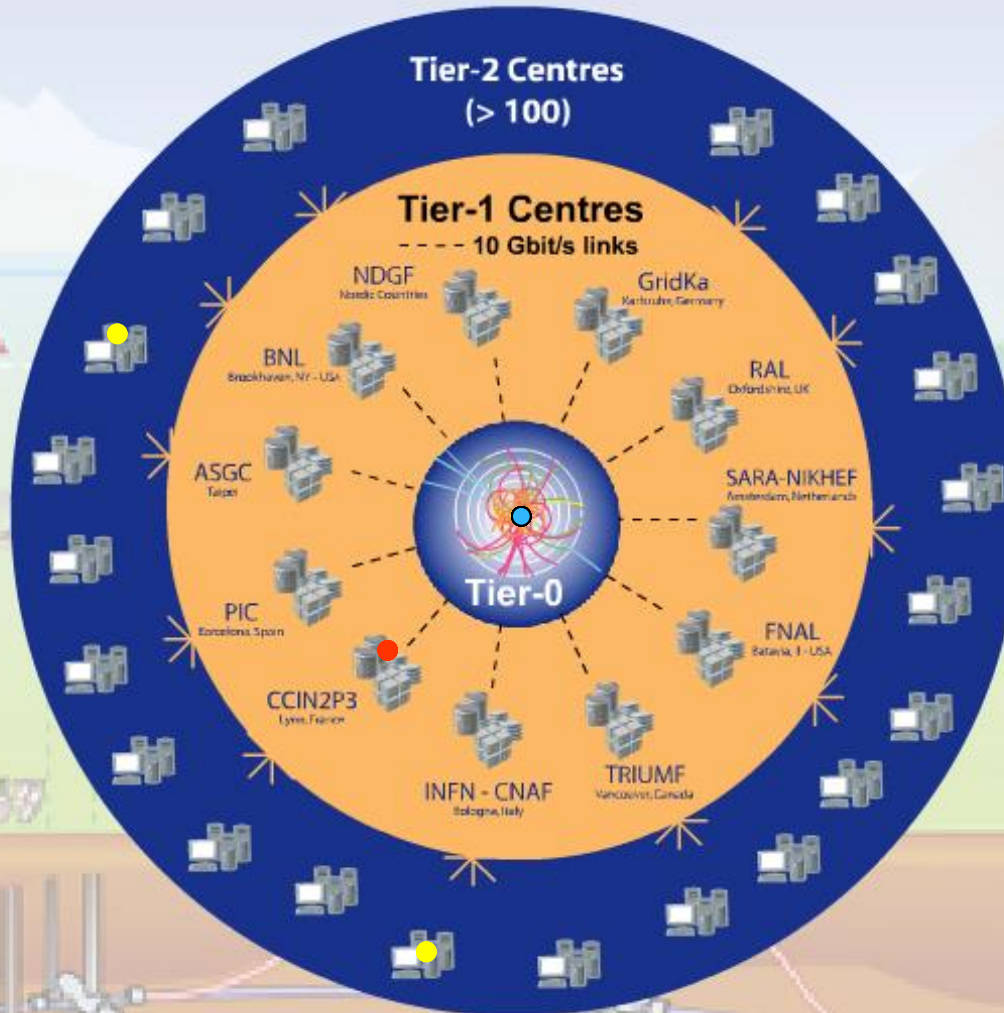 Tier-2 Centres
(> 100)
Tier-1 Centres
10 Gbit/s links
NDGF
Nordic Countries
GridKa
Karlsruhe, Germany
BNL
Brookhaven, NY - USA
RAL
Oxfordshire, UK
ASGC
Taipei
SARA-NIKHEF
Amsterdam, Netherlands
Tier-0
PIC
Barcelona, Spain
FNAL
Batavia, Il - USA
CCIN2P3
Lyon, France
TRIUMF
Vancouver, Canada
INFN - CNAF
Bologna, Italy